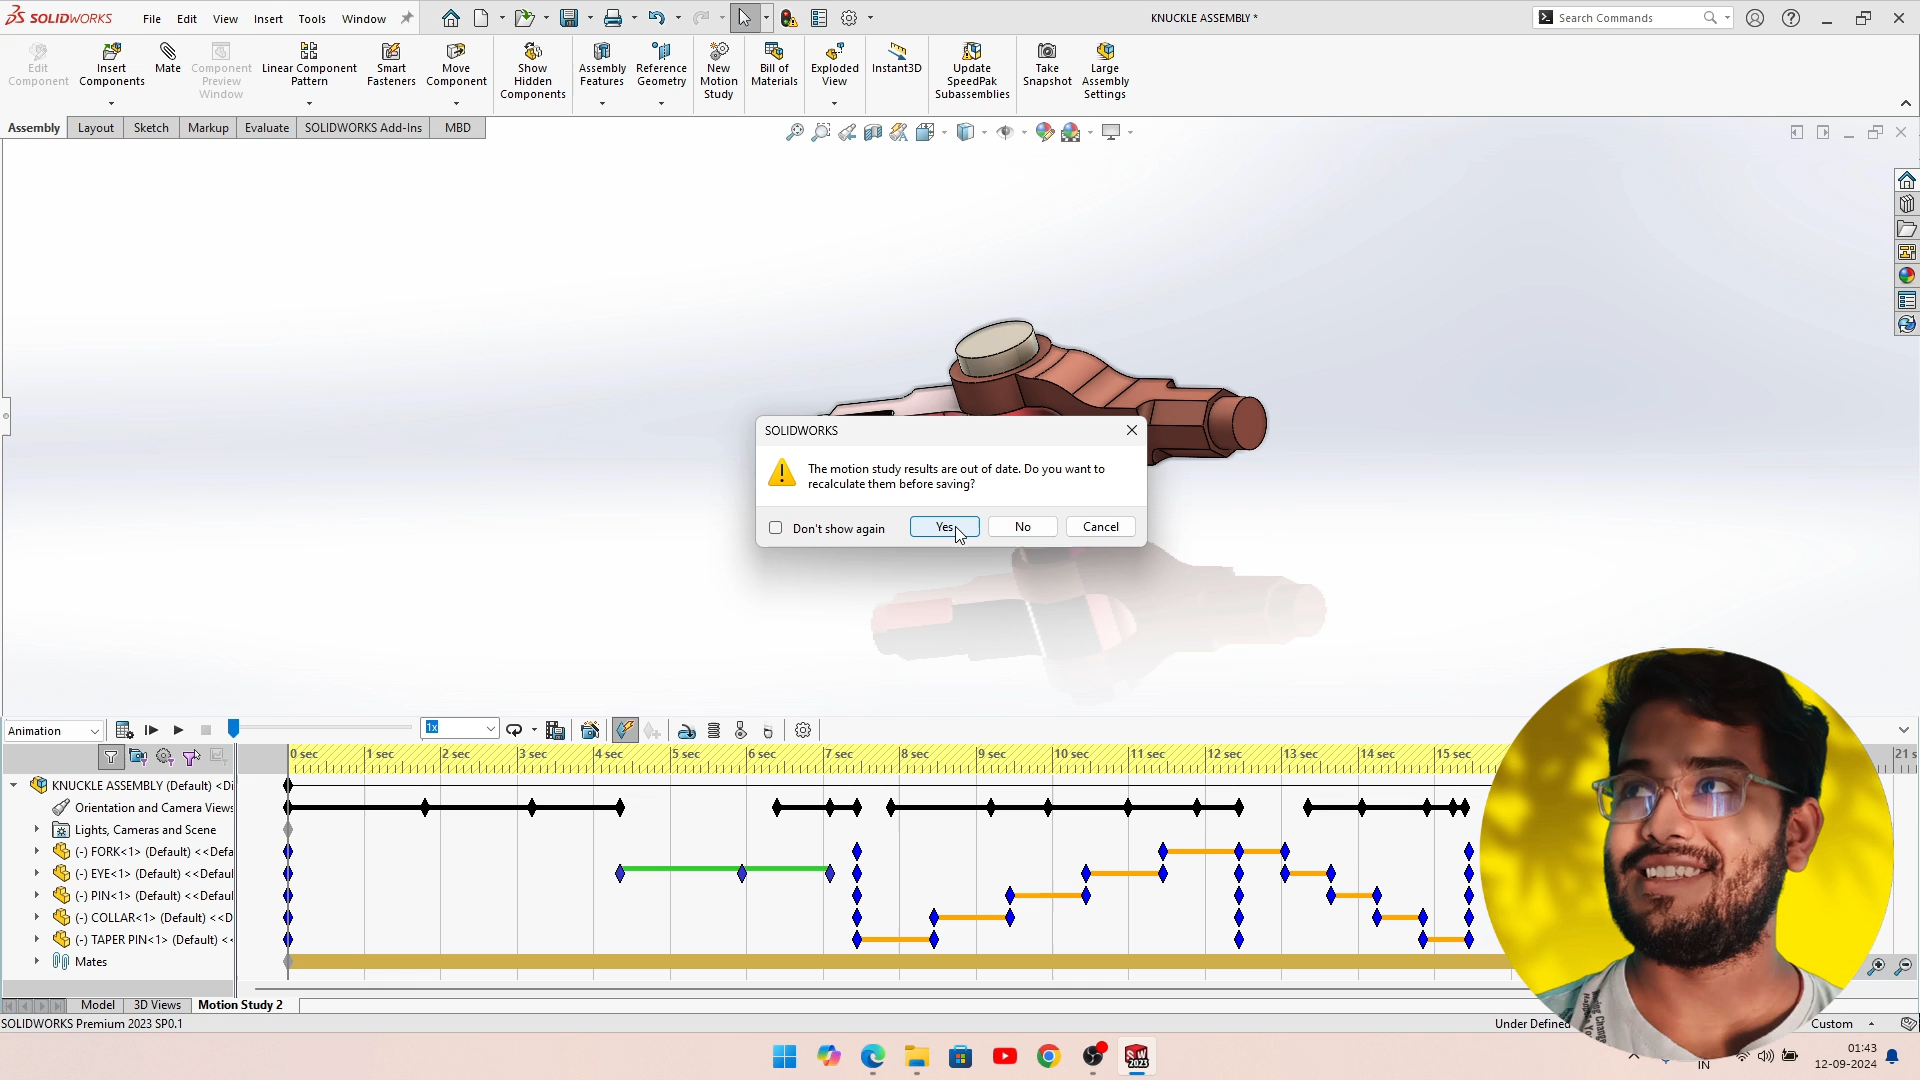 SOLIDWORKS File Edit View Insert Tools Window KNUCKLE ASSEMBLY * Search Commands
Edit Component
Insert Components
Mate
Component Preview Window
Linear Component Pattern
Smart Fasteners
Move Component
Show Hidden Components
Assembly Features
Reference Geometry
New Motion Study
Bill of Materials
Exploded View
Instant3D
Update SpeedPak Subassemblies
Take Snapshot
Large Assembly Settings
Assembly Layout Sketch Markup Evaluate SOLIDWORKS Add-Ins MBD
SOLIDWORKS
The motion study results are out of date. Do you want to
recalculate them before saving?
Don't show again Yes No Cancel
Animation 1x
0 sec 1 sec 2 sec 3 sec 4 sec 5 sec 6 sec 7 sec 8 sec 9 sec 10 sec 11 sec 12 sec 13 sec 14 sec 15 sec 21 s
KNUCKLE ASSEMBLY (Default) <Di
Orientation and Camera Views
Lights, Cameras and Scene
(-) FORK<1> (Default) <<Defa
(-) EYE<1> (Default) <<Defaul
(-) PIN<1> (Default) <<Defaul
(-) COLLAR<1> (Default) <<D
(-) TAPER PIN<1> (Default) <<
Mates
Model 3D Views Motion Study 2
SOLIDWORKS Premium 2023 SP0.1 Under Defined Custom
SW 2023
IN
01:43
12-09-2024